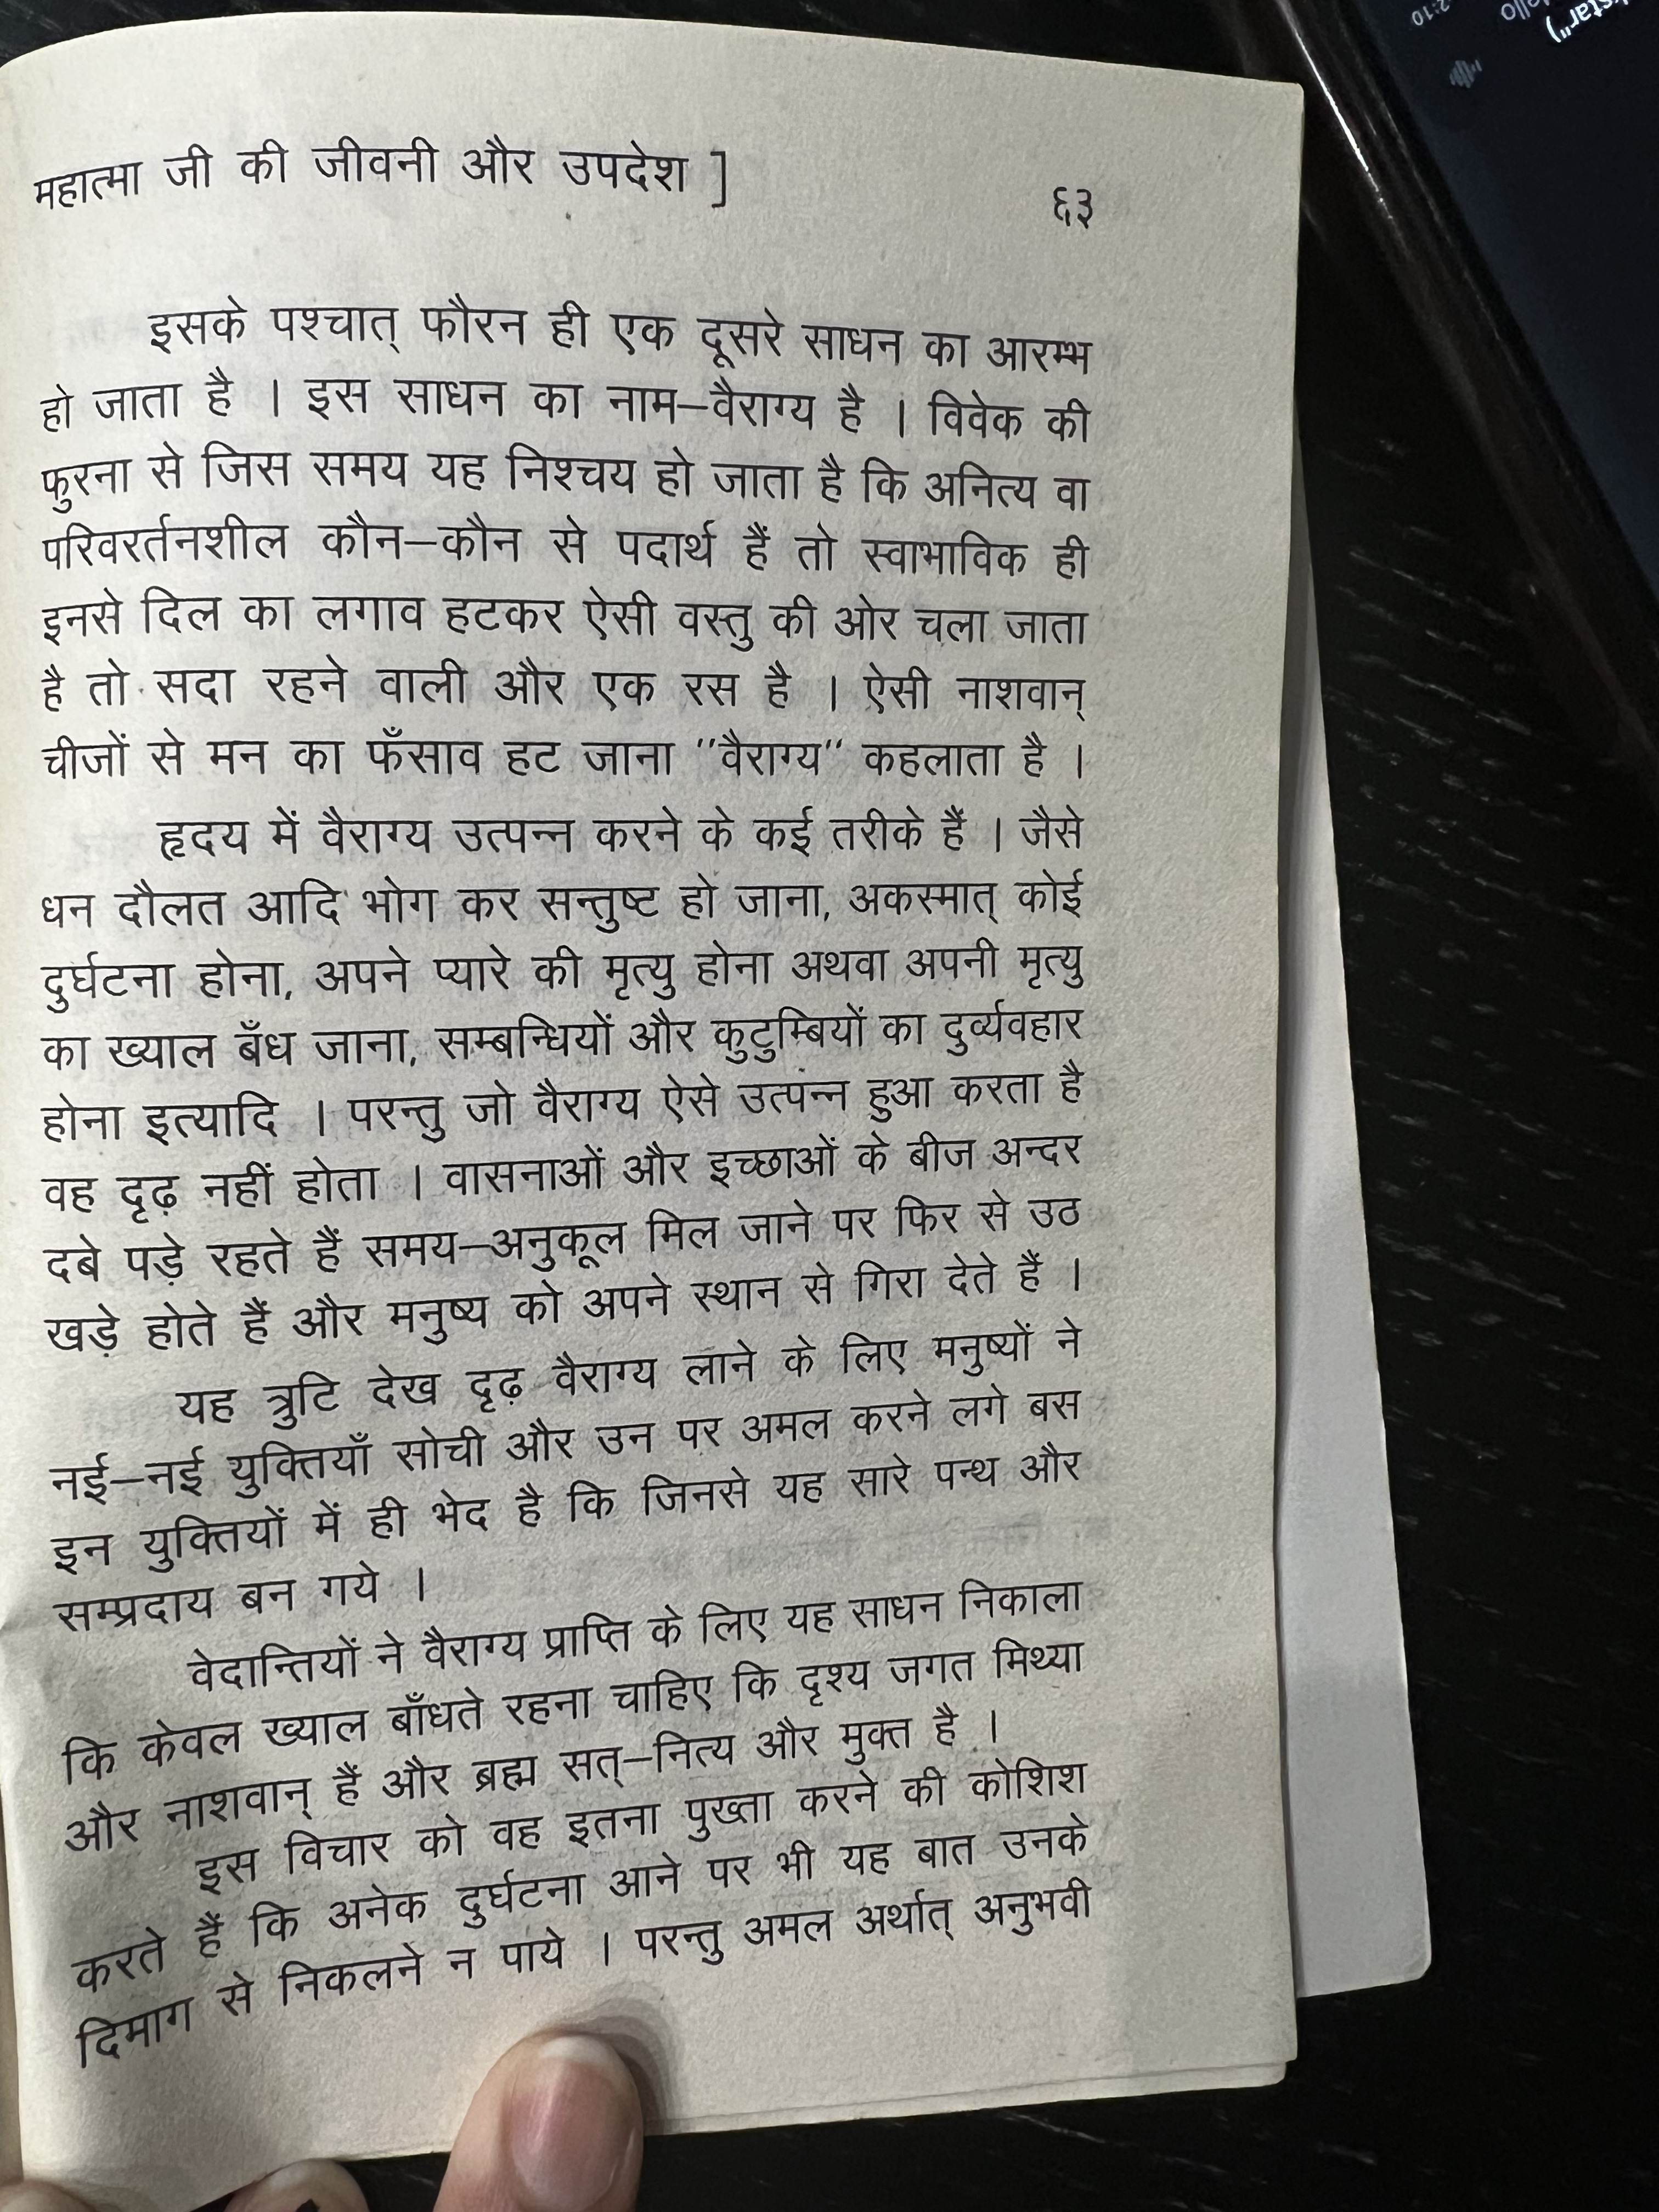 महात्मा जी की जीवनी और उपदेश ]
६३
इसके पश्चात् फौरन ही एक दूसरे साधन का आरम्भ
हो जाता है । इस साधन का नाम–वैराग्य है । विवेक की
फुरना से जिस समय यह निश्चय हो जाता है कि अनित्य वा
परिवरर्तनशील कौन–कौन से पदार्थ हैं तो स्वाभाविक ही
इनसे दिल का लगाव हटकर ऐसी वस्तु की ओर चला जाता
है तो सदा रहने वाली और एक रस है । ऐसी नाशवान्
चीजों से मन का फँसाव हट जाना "वैराग्य" कहलाता है ।
हृदय में वैराग्य उत्पन्न करने के कई तरीके हैं । जैसे
धन दौलत आदि भोग कर सन्तुष्ट हो जाना, अकस्मात् कोई
दुर्घटना होना, अपने प्यारे की मृत्यु होना अथवा अपनी मृत्यु
का ख्याल बँध जाना, सम्बन्धियों और कुटुम्बियों का दुर्व्यवहार
होना इत्यादि । परन्तु जो वैराग्य ऐसे उत्पन्न हुआ करता है
वह दृढ़ नहीं होता । वासनाओं और इच्छाओं के बीज अन्दर
दबे पड़े रहते हैं समय–अनुकूल मिल जाने पर फिर से उठ
खड़े होते हैं और मनुष्य को अपने स्थान से गिरा देते हैं ।
यह त्रुटि देख दृढ़ वैराग्य लाने के लिए मनुष्यों ने
नई–नई युक्तियाँ सोची और उन पर अमल करने लगे बस
इन युक्तियों में ही भेद है कि जिनसे यह सारे पन्थ और
सम्प्रदाय बन गये ।
वेदान्तियों ने वैराग्य प्राप्ति के लिए यह साधन निकाला
कि केवल ख्याल बाँधते रहना चाहिए कि दृश्य जगत मिथ्या
और नाशवान् हैं और ब्रह्म सत्–नित्य और मुक्त है ।
इस विचार को वह इतना पुख्ता करने की कोशिश
करते हैं कि अनेक दुर्घटना आने पर भी यह बात उनके
दिमाग से निकलने न पाये । परन्तु अमल अर्थात् अनुभवी
2:10
star")